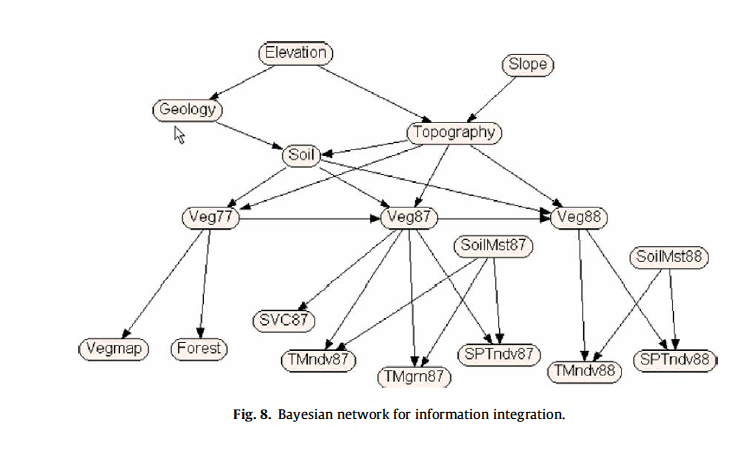 Elevation
Slope
Geology
Topography
Soil
Veg77
Veg87
Veg88
SoilMst87
SoilMst88
SVC87
Vegmap
Forest
TMndv87
SPTndv87
TMgrn87
TMndv88
SPTndv88
Fig. 8. Bayesian network for information integration.